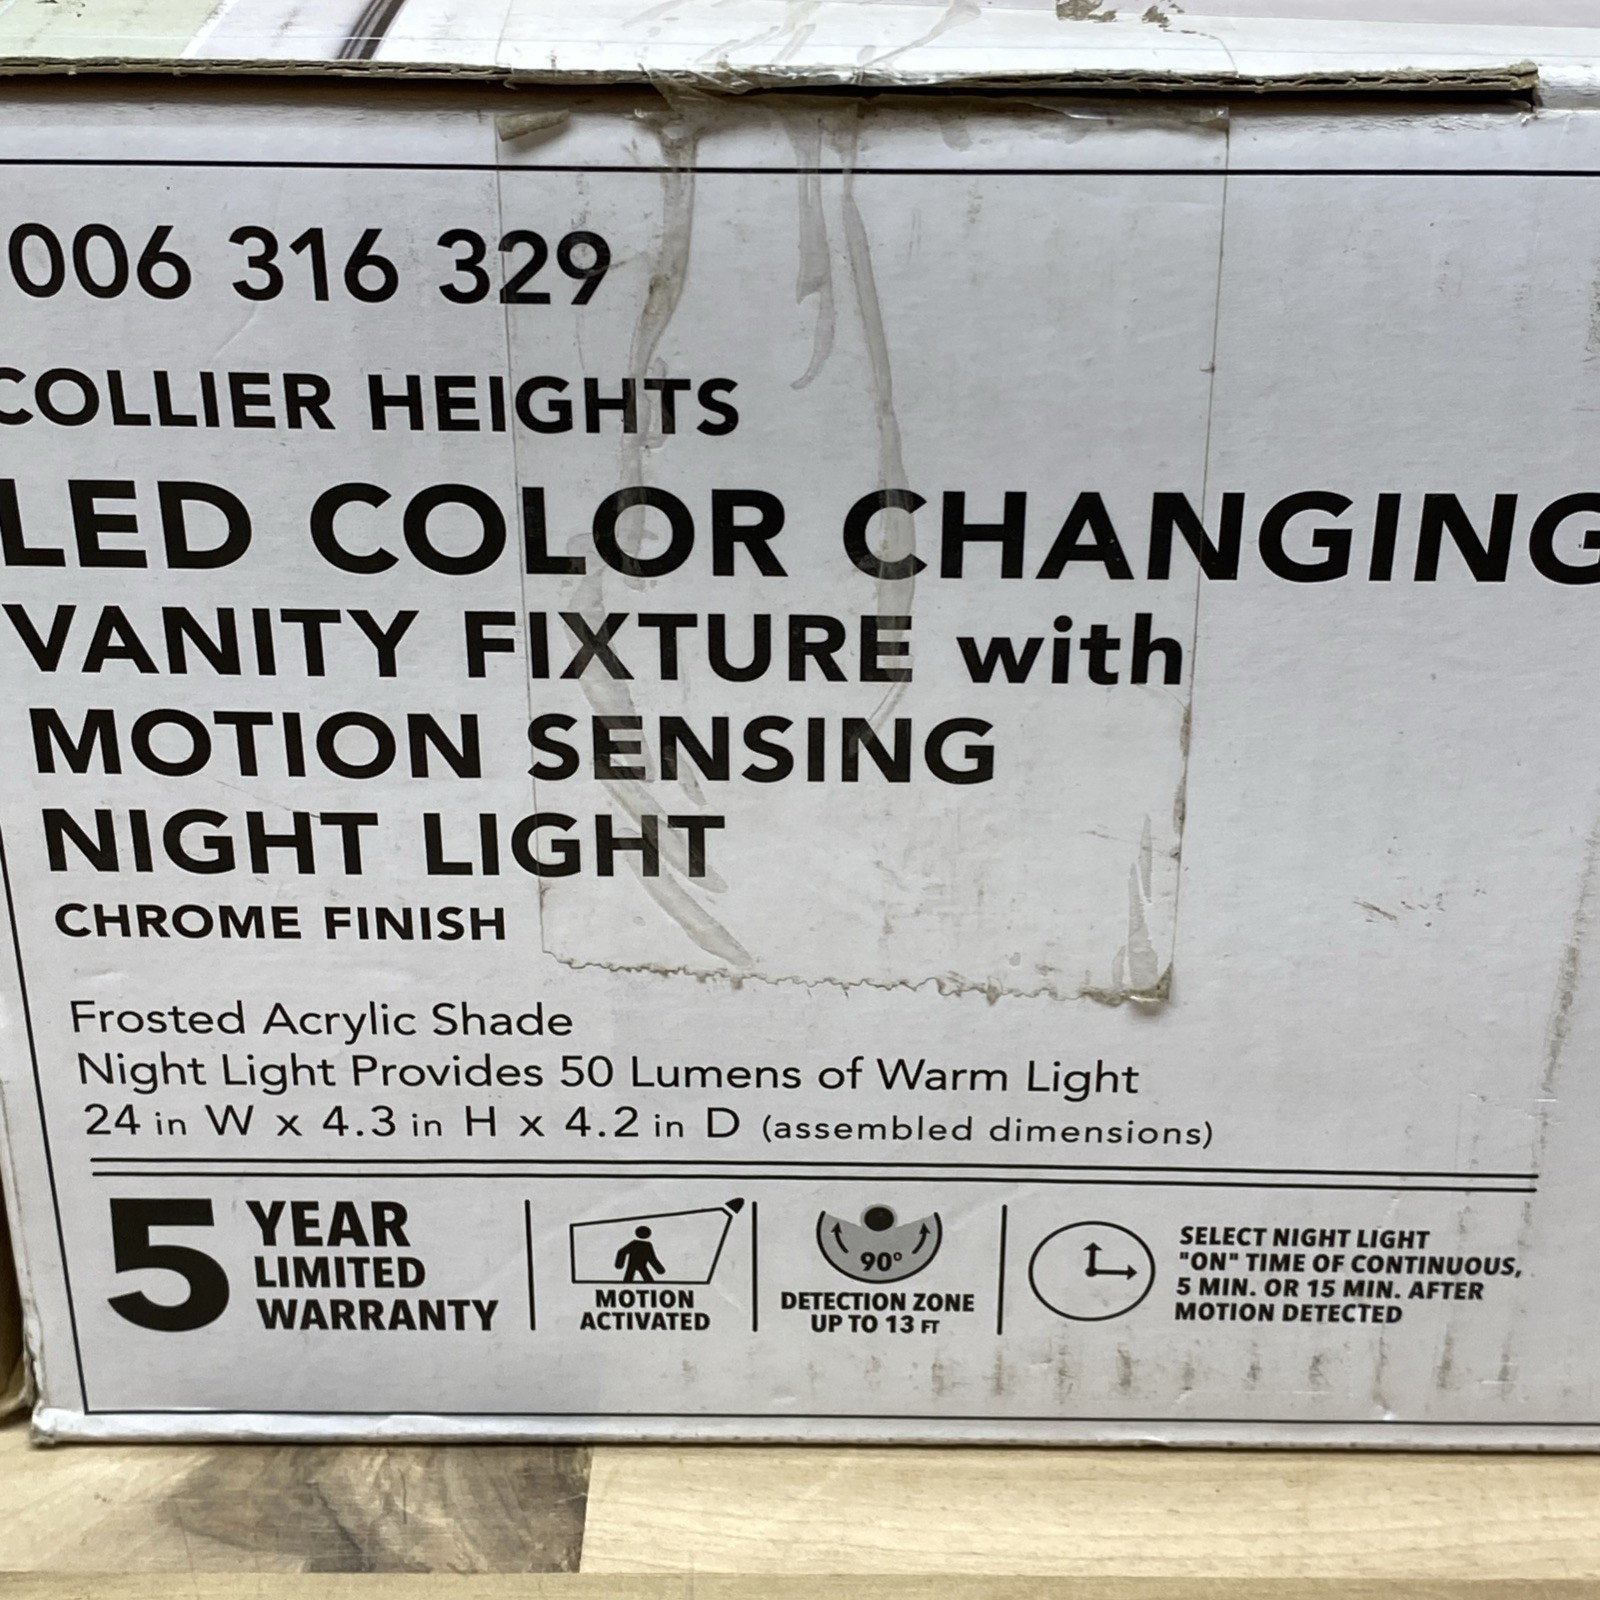 006 316 329
COLLIER HEIGHTS
LED COLOR CHANGING
VANITY FIXTURE with
MOTION SENSING
NIGHT LIGHT
CHROME FINISH
Frosted Acrylic Shade
Night Light Provides 50 Lumens of Warm Light
24 in W x 4.3 in H x 4.2 in D (assembled dimensions)
5 YEAR
LIMITED
WARRANTY
MOTION
ACTIVATED
90°
DETECTION ZONE
UP TO 13 FT
SELECT NIGHT LIGHT
"ON" TIME OF CONTINUOUS,
5 MIN. OR 15 MIN. AFTER
MOTION DETECTED